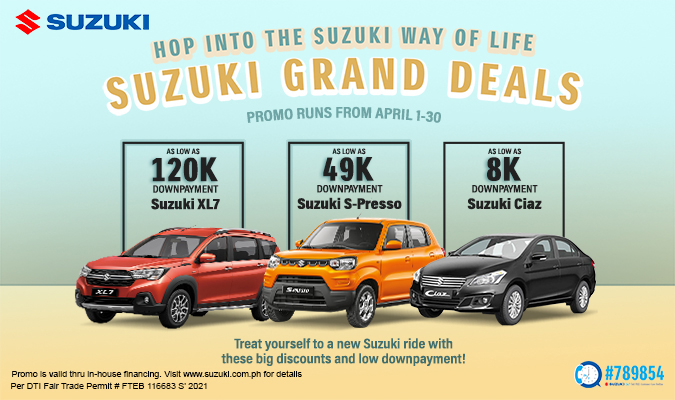 SUZUKI
HOP INTO THE SUZUKI WAY OF LIFE
SUZUKI GRAND DEALS
PROMO RUNS FROM APRIL 1-30
AS LOW AS
120K
DOWNPAYMENT
Suzuki XL7
AS LOW AS
49K
DOWNPAYMENT
Suzuki S-Presso
AS LOW AS
8K
DOWNPAYMENT
Suzuki Ciaz
XL7
CIAZ
Treat yourself to a new Suzuki ride with
these big discounts and low downpayment!
Promo is valid thru in-house financing. Visit www.suzuki.com.ph for details
Per DTI Fair Trade Permit # FTEB 116683 S' 2021
#789854
SUZUKI